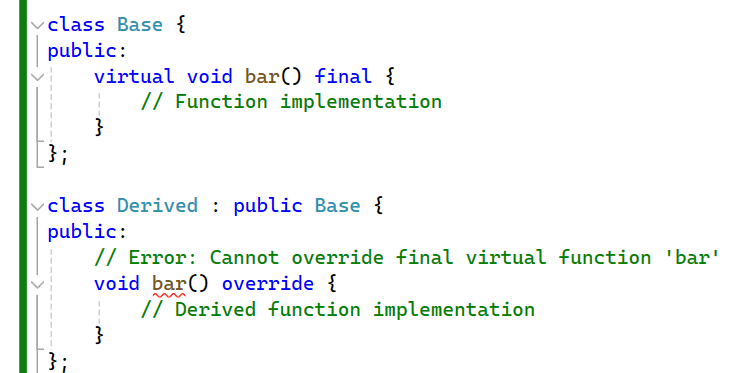 class Base {
public:
    virtual void bar() final {
        // Function implementation
    }
};

class Derived : public Base {
public:
    // Error: Cannot override final virtual function 'bar'
    void bar() override {
        // Derived function implementation
    }
};